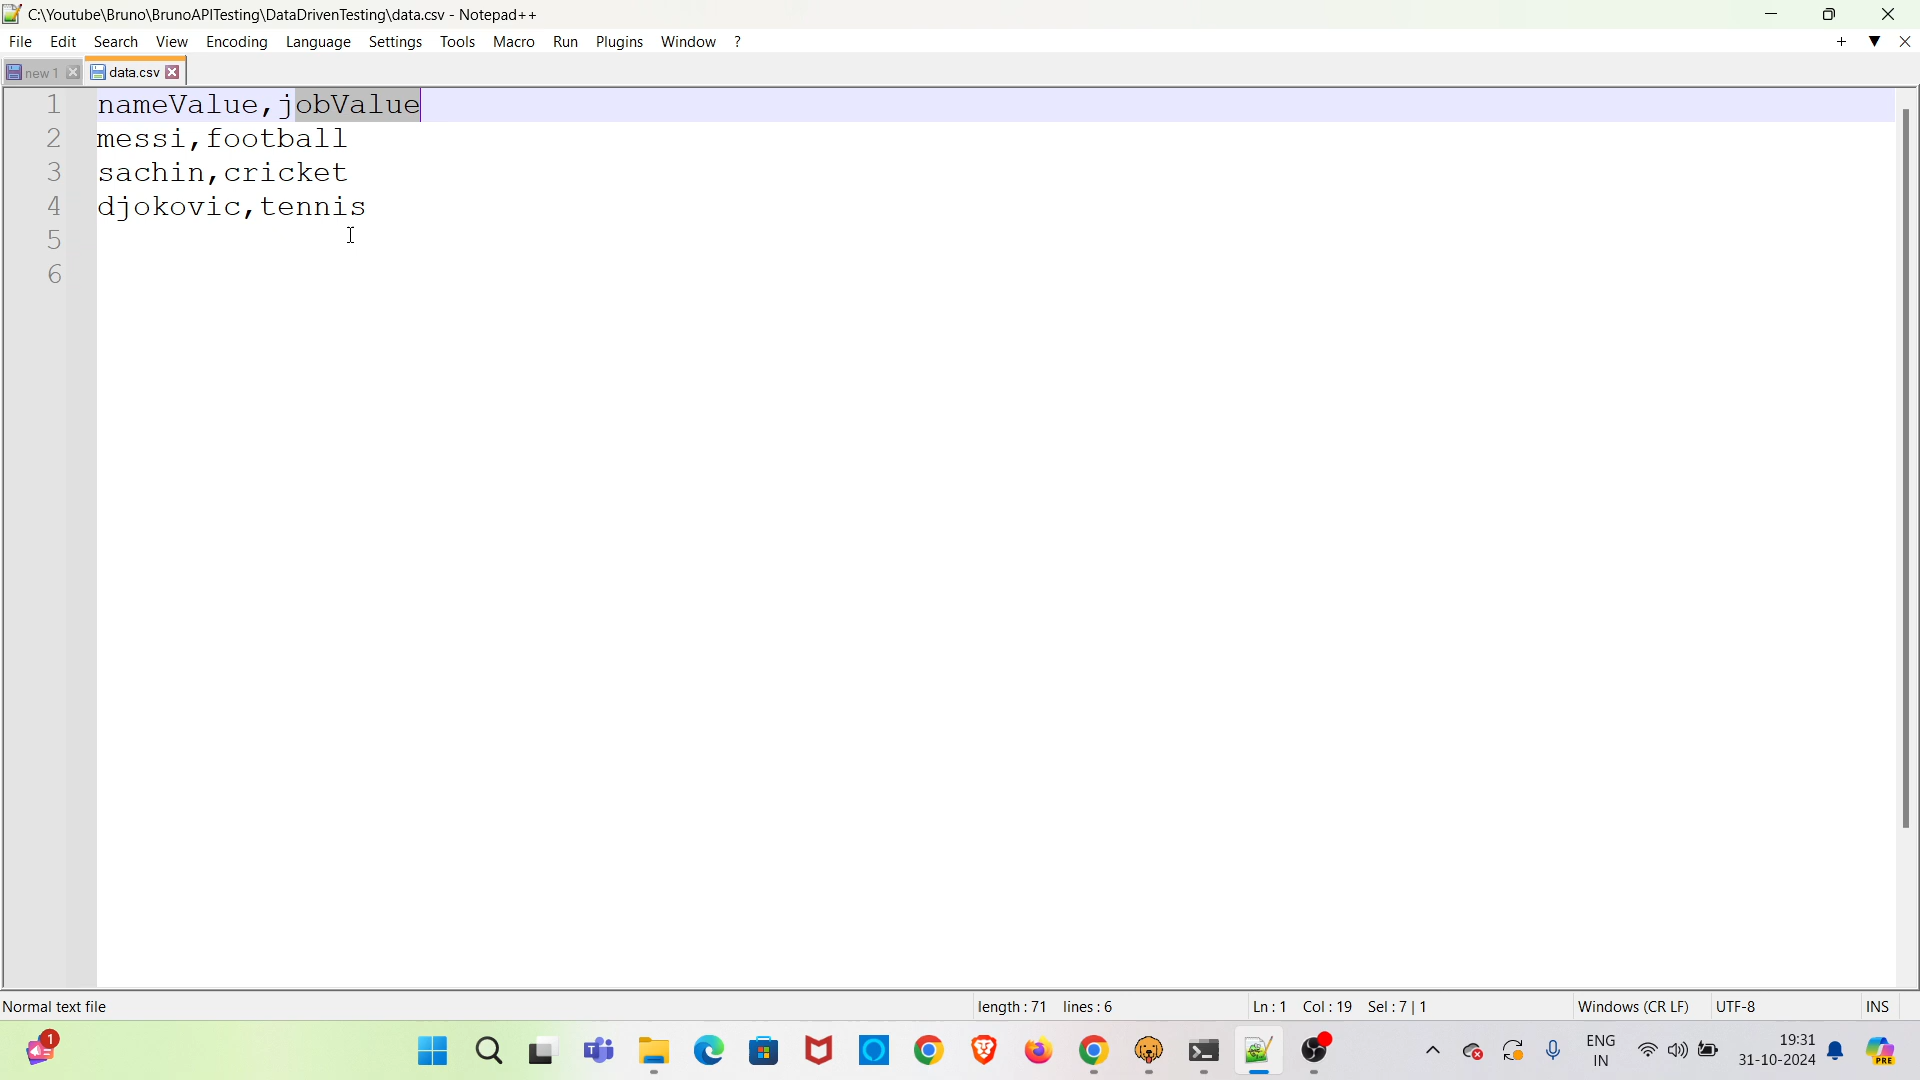 C:\Youtube\Bruno\BrunoAPITesting\DataDrivenTesting\data.csv - Notepad++
File Edit Search View Encoding Language Settings Tools Macro Run Plugins Window ?
new 1 data.csv
1 nameValue,jobValue
2 messi,football
3 sachin,cricket
4 djokovic,tennis
5
6
Normal text file length : 71 lines : 6 Ln : 1 Col : 19 Sel : 7 | 1 Windows (CR LF) UTF-8 INS
1 ENG 19:31
IN 31-10-2024 PRE